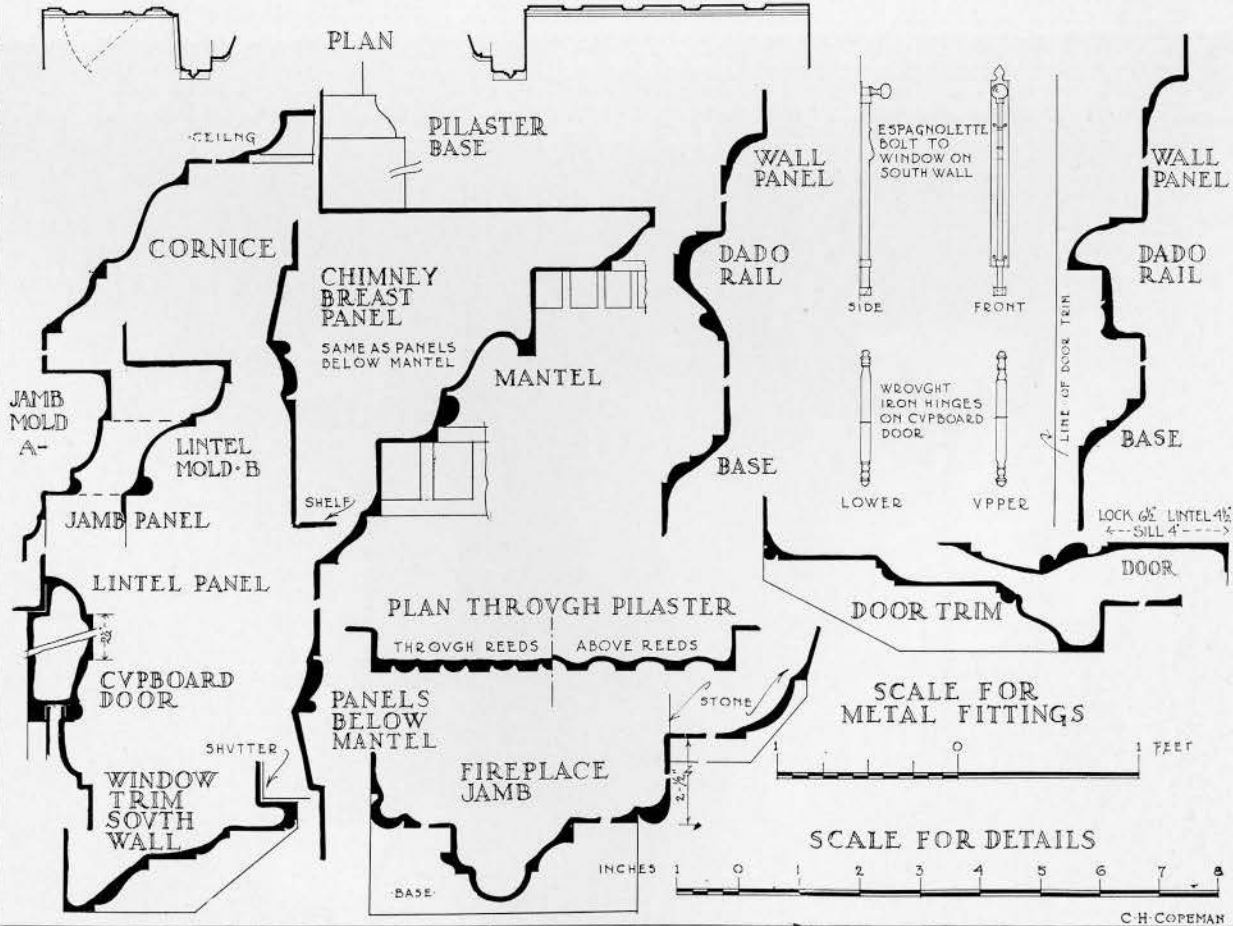 PLAN
·CEILNG
PILASTER
BASE
CORNICE
CHIMNEY
BREAST
PANEL
SAME AS PANELS
BELOW MANTEL
MANTEL
WALL
PANEL
DADO
RAIL
BASE
ESPAGNOLETTE
BOLT TO
WINDOW ON
SOUTH WALL
SIDE
FRONT
WROVGHT
IRON HINGES
ON CVPBOARD
DOOR
LOWER
VPPER
LINE OF DOOR TRIM
WALL
PANEL
DADO
RAIL
BASE
LOCK 6½" LINTEL 4½"
SILL 4"
DOOR
DOOR TRIM
JAMB
MOLD
A-
LINTEL
MOLD·B
JAMB PANEL
SHELF
LINTEL PANEL
2½"
CVPBOARD
DOOR
SHVTTER
WINDOW
TRIM
SOVTH
WALL
PLAN THROVGH PILASTER
THROVGH REEDS
ABOVE REEDS
PANELS
BELOW
MANTEL
STONE
FIREPLACE
JAMB
2-½"
·BASE·
SCALE FOR
METAL FITTINGS
1 0 1 FEET
SCALE FOR DETAILS
INCHES 1 0 1 2 3 4 5 6 7 8
C·H·COPEMAN